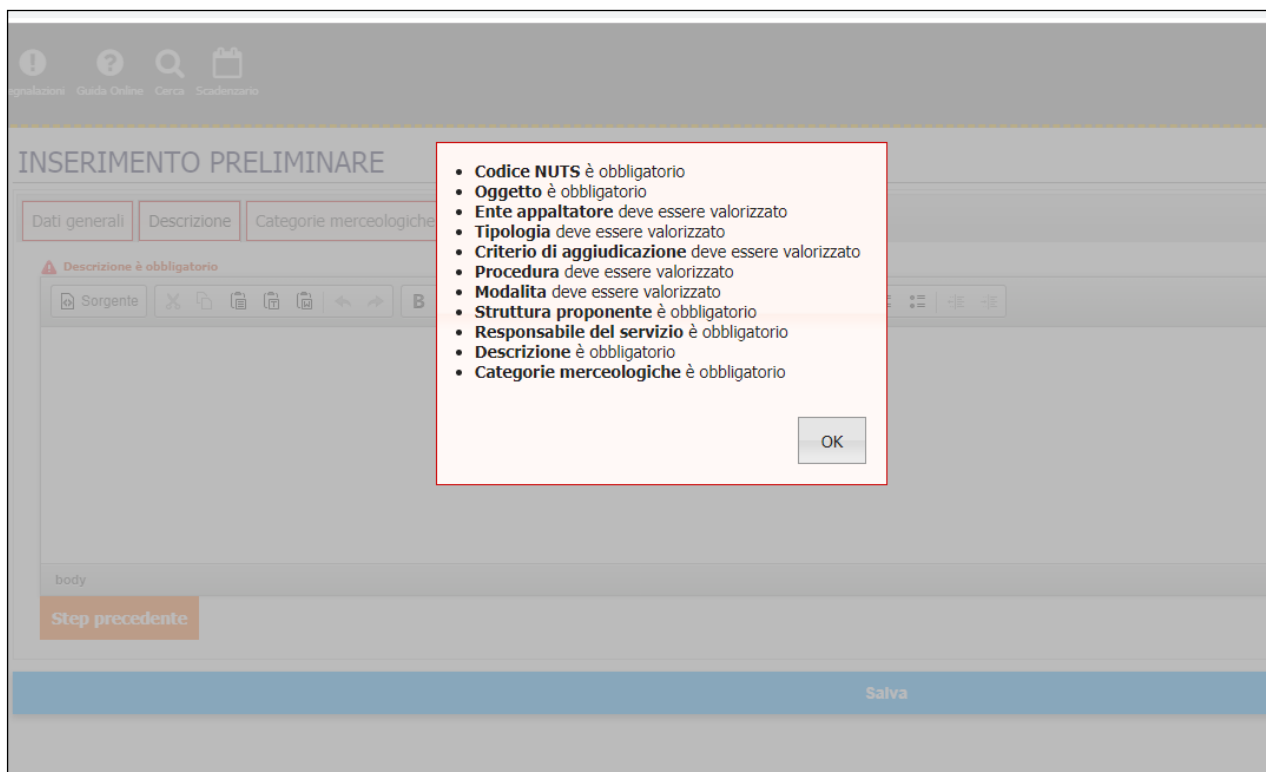 egnalazioni Guida Online Cerca Scadenzario
INSERIMENTO PRELIMINARE
Dati generali Descrizione Categorie merceologiche
Descrizione è obbligatorio
Sorgente B
• Codice NUTS è obbligatorio
• Oggetto è obbligatorio
• Ente appaltatore deve essere valorizzato
• Tipologia deve essere valorizzato
• Criterio di aggiudicazione deve essere valorizzato
• Procedura deve essere valorizzato
• Modalita deve essere valorizzato
• Struttura proponente è obbligatorio
• Responsabile del servizio è obbligatorio
• Descrizione è obbligatorio
• Categorie merceologiche è obbligatorio
OK
body
Step precedente
Salva